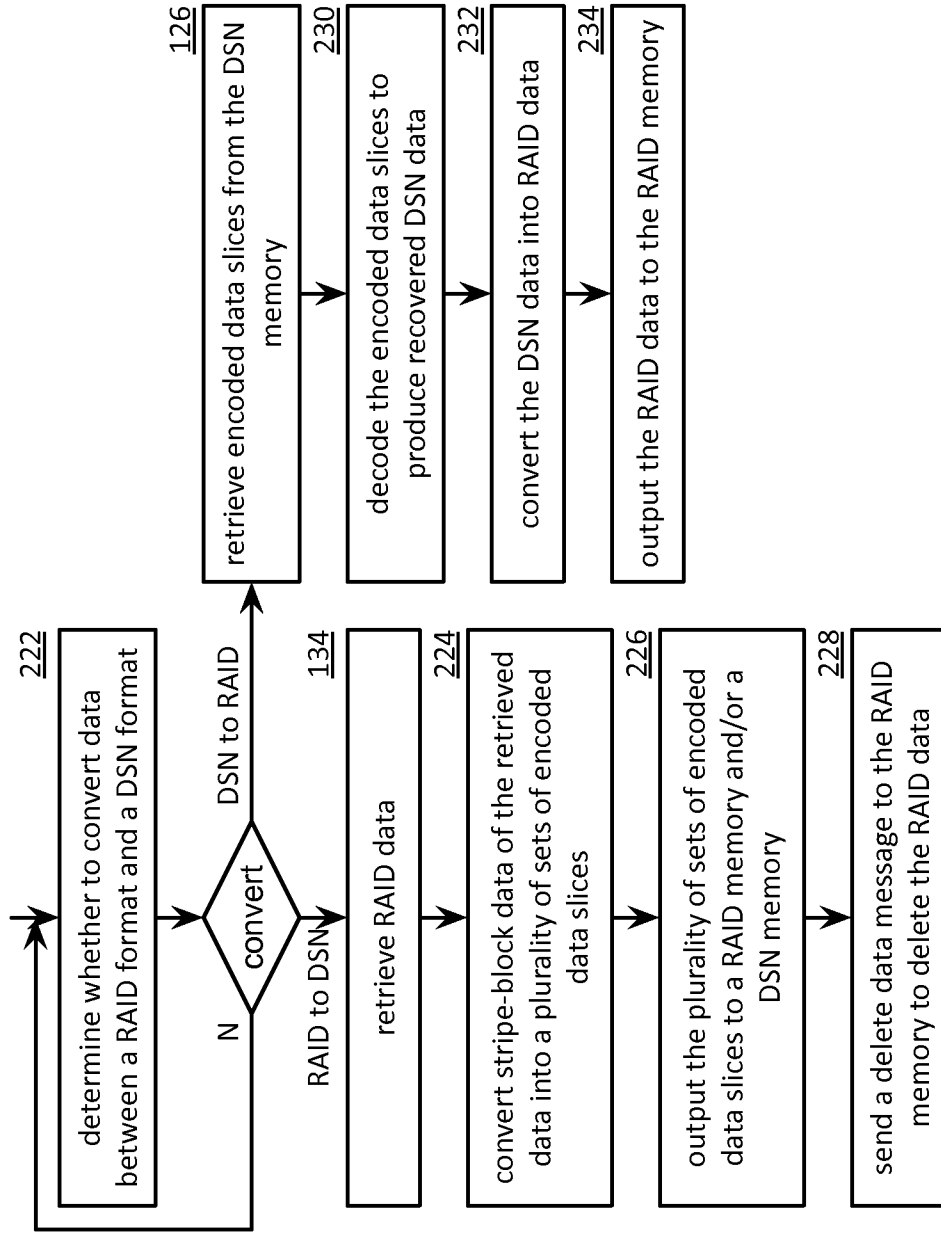 222
determine whether to convert data
between a RAID format and a DSN format
convert
N
DSN to RAID
RAID to DSN
134
retrieve RAID data
224
convert stripe-block data of the retrieved
data into a plurality of sets of encoded
data slices
226
output the plurality of sets of encoded
data slices to a RAID memory and/or a
DSN memory
228
send a delete data message to the RAID
memory to delete the RAID data
126
retrieve encoded data slices from the DSN
memory
230
decode the encoded data slices to
produce recovered DSN data
232
convert the DSN data into RAID data
234
output the RAID data to the RAID memory